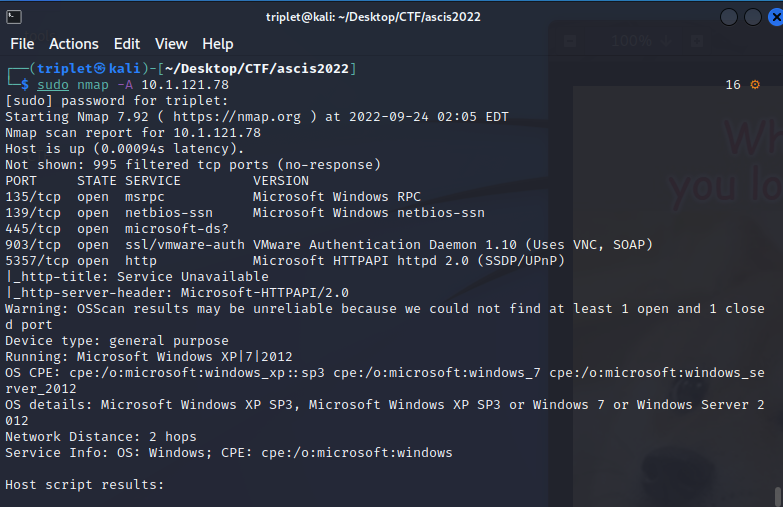 triplet@kali: ~/Desktop/CTF/ascis2022
File Actions Edit View Help
100%
┌──(triplet㉿kali)-[~/Desktop/CTF/ascis2022]
└─$ sudo nmap -A 10.1.121.78 16 ⚙
[sudo] password for triplet:
Starting Nmap 7.92 ( https://nmap.org ) at 2022-09-24 02:05 EDT
Nmap scan report for 10.1.121.78
Host is up (0.00094s latency).
Not shown: 995 filtered tcp ports (no-response)
PORT STATE SERVICE VERSION
135/tcp open msrpc Microsoft Windows RPC
139/tcp open netbios-ssn Microsoft Windows netbios-ssn
445/tcp open microsoft-ds?
903/tcp open ssl/vmware-auth VMware Authentication Daemon 1.10 (Uses VNC, SOAP)
5357/tcp open http Microsoft HTTPAPI httpd 2.0 (SSDP/UPnP)
|_http-title: Service Unavailable
|_http-server-header: Microsoft-HTTPAPI/2.0
Warning: OSScan results may be unreliable because we could not find at least 1 open and 1 close
d port
Device type: general purpose
Running: Microsoft Windows XP|7|2012
OS CPE: cpe:/o:microsoft:windows_xp::sp3 cpe:/o:microsoft:windows_7 cpe:/o:microsoft:windows_se
rver_2012
OS details: Microsoft Windows XP SP3, Microsoft Windows XP SP3 or Windows 7 or Windows Server 2
012
Network Distance: 2 hops
Service Info: OS: Windows; CPE: cpe:/o:microsoft:windows
Host script results:
Wh
you lo